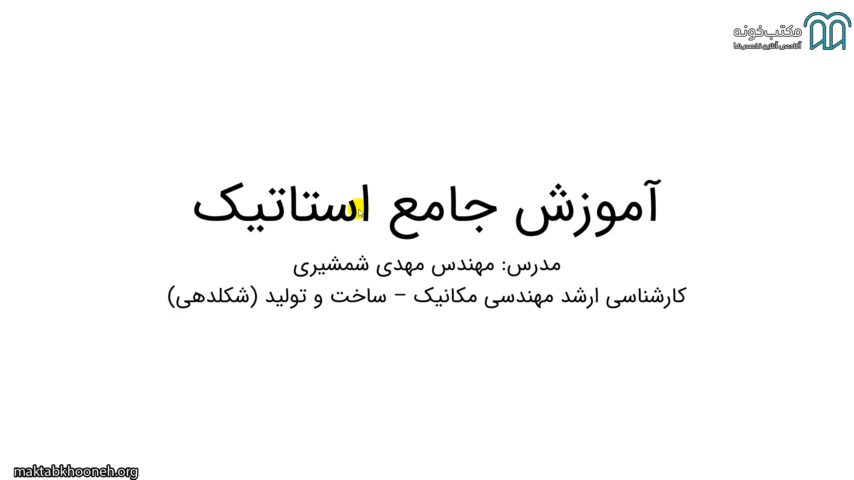 مکتب‌خونه
آکادمی آنلاین تخصص‌ها
آموزش جامع استاتیک
مدرس: مهندس مهدی شمشیری
کارشناسی ارشد مهندسی مکانیک – ساخت و تولید (شکلدهی)
maktabkhooneh.org